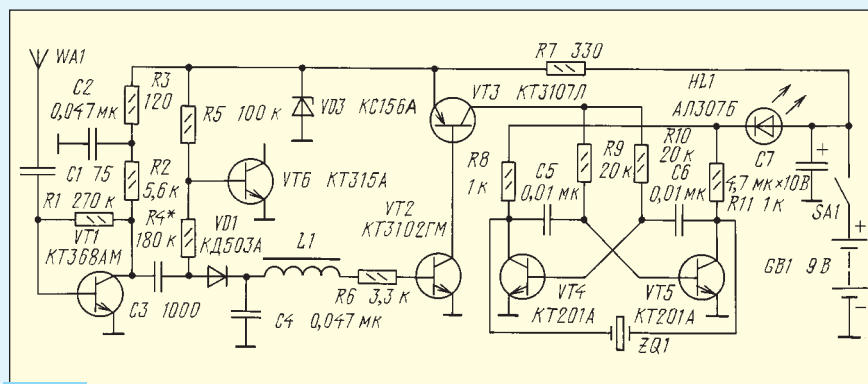 WA1
C2
0,047 мк
R3
120
R5 100 к
VD3 КС156А
R7 330
VT3 КТ3107Л
HL1
АЛ307Б
C1 75
R2
5,6 к
VT6 КТ315А
R8
1 к
C5
0,01 мк
R9
20 к
R10
20 к
C6
0,01 мк
C7
4,7 мк×10В
R11 1 к
SA1
R1 270 к
VT1
КТ368АМ
R4*
180 к
VD1
КД503А
L1
VT2
КТ3102ГМ
C3 1000
C4 0,047 мк
R6 3,3 к
VT4
КТ201А
VT5
КТ201А
ZQ1
+
+
GB1 9 В
−